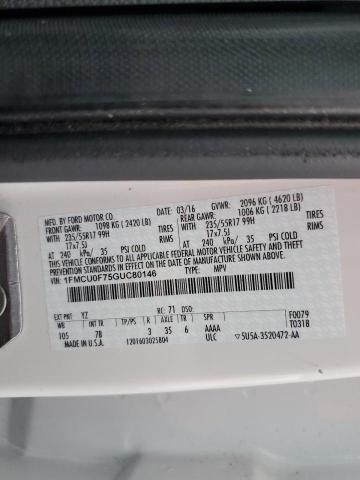 MFD. BY FORD MOTOR CO.
03/16 GVWR: 2096 KG (4620 LB)
FRONT GAWR: 1098 KG (2420 LB) REAR GAWR: 1006 KG (2218 LB)
WITH 235/55R17 99H TIRES WITH 235/55R17 99H TIRES
17x7.5J RIMS 17x7.5J RIMS
AT 240 kPa/ 35 PSI COLD AT 240 kPa/ 35 PSI COLD
THIS VEHICLE CONFORMS TO ALL APPLICABLE FEDERAL MOTOR VEHICLE SAFETY AND
THEFT PREVENTION STANDARDS IN EFFECT ON THE DATE OF MANUFACTURE SHOWN ABOVE.
VIN: 1FMCU0F75GUC80146 TYPE: MPV
EXT PNT: YZ RC: 71 DSO: F0079
WB INT TR TP/PS R AXLE TR SPR T0318
105 7B 3 35 6 AAAA
MADE IN U.S.A. 1201603025804 ULC 5U5A-3520472-AA